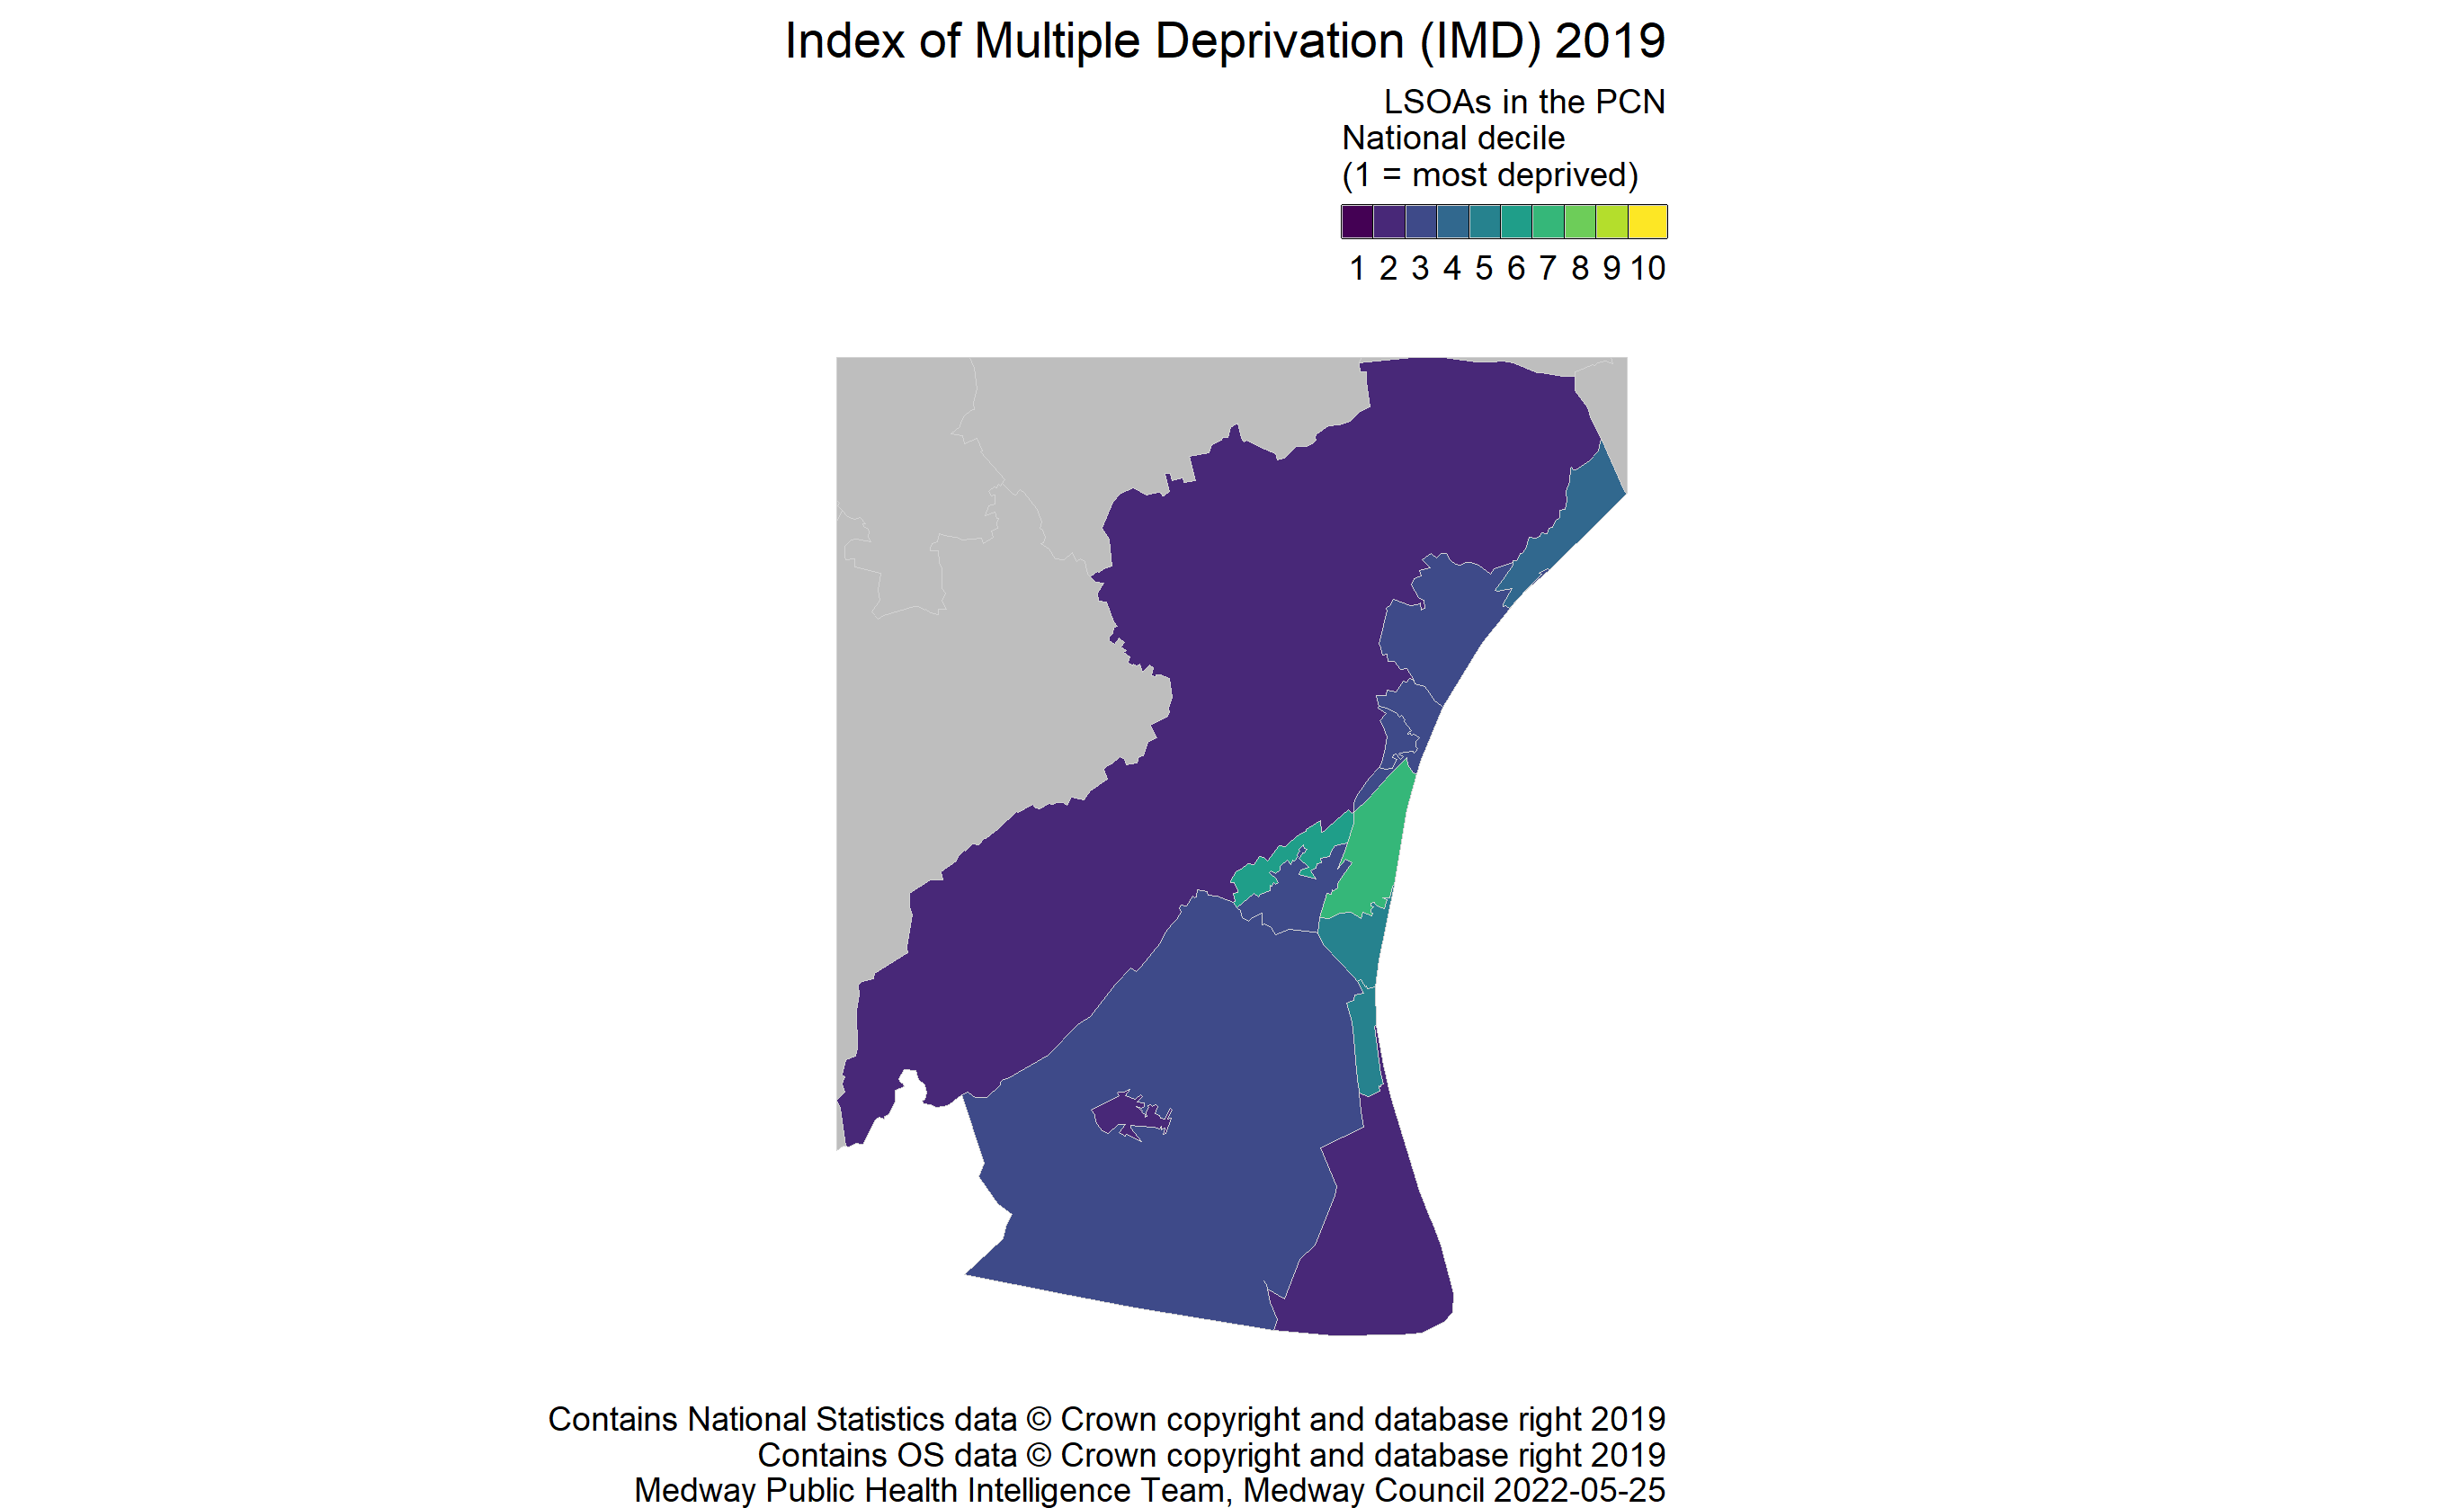 Index of Multiple Deprivation (IMD) 2019
LSOAs in the PCN
National decile
(1 = most deprived)
1 2 3 4 5 6 7 8 9 10
Contains National Statistics data © Crown copyright and database right 2019
Contains OS data © Crown copyright and database right 2019
Medway Public Health Intelligence Team, Medway Council 2022-05-25